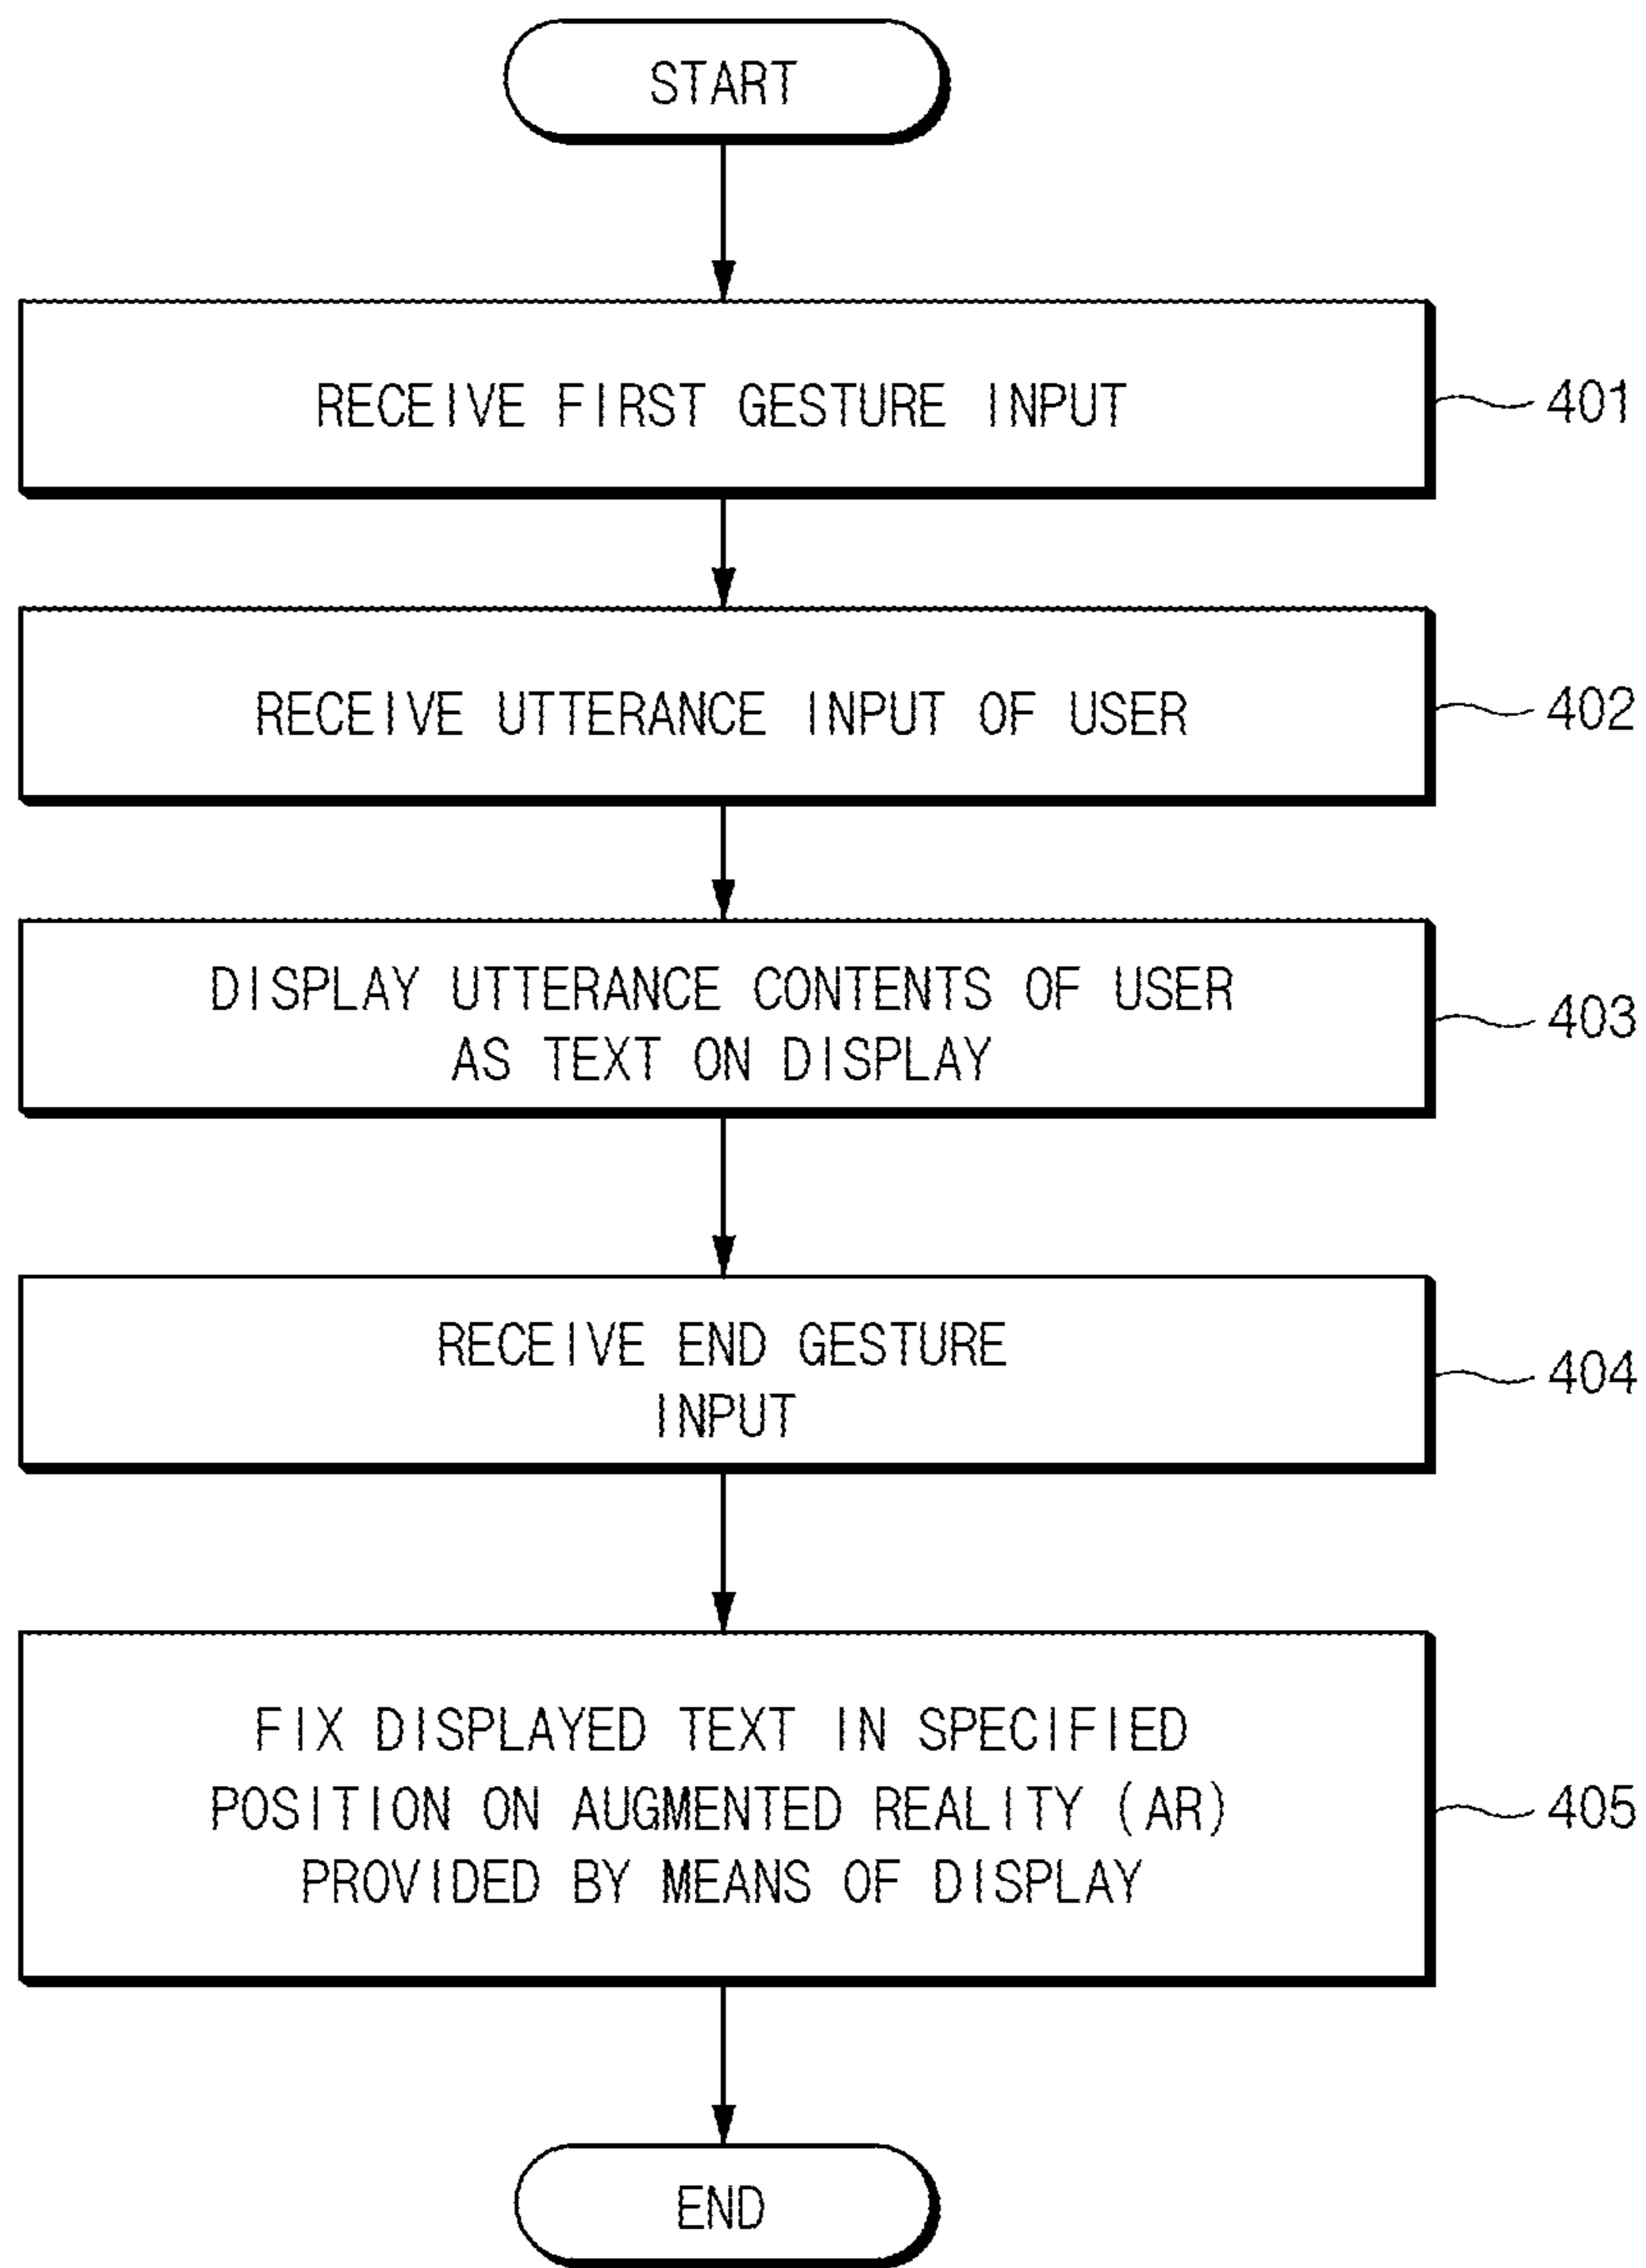 START
RECEIVE FIRST GESTURE INPUT
401
RECEIVE UTTERANCE INPUT OF USER
402
DISPLAY UTTERANCE CONTENTS OF USER
AS TEXT ON DISPLAY
403
RECEIVE END GESTURE
INPUT
404
FIX DISPLAYED TEXT IN SPECIFIED
POSITION ON AUGMENTED REALITY (AR)
PROVIDED BY MEANS OF DISPLAY
405
END